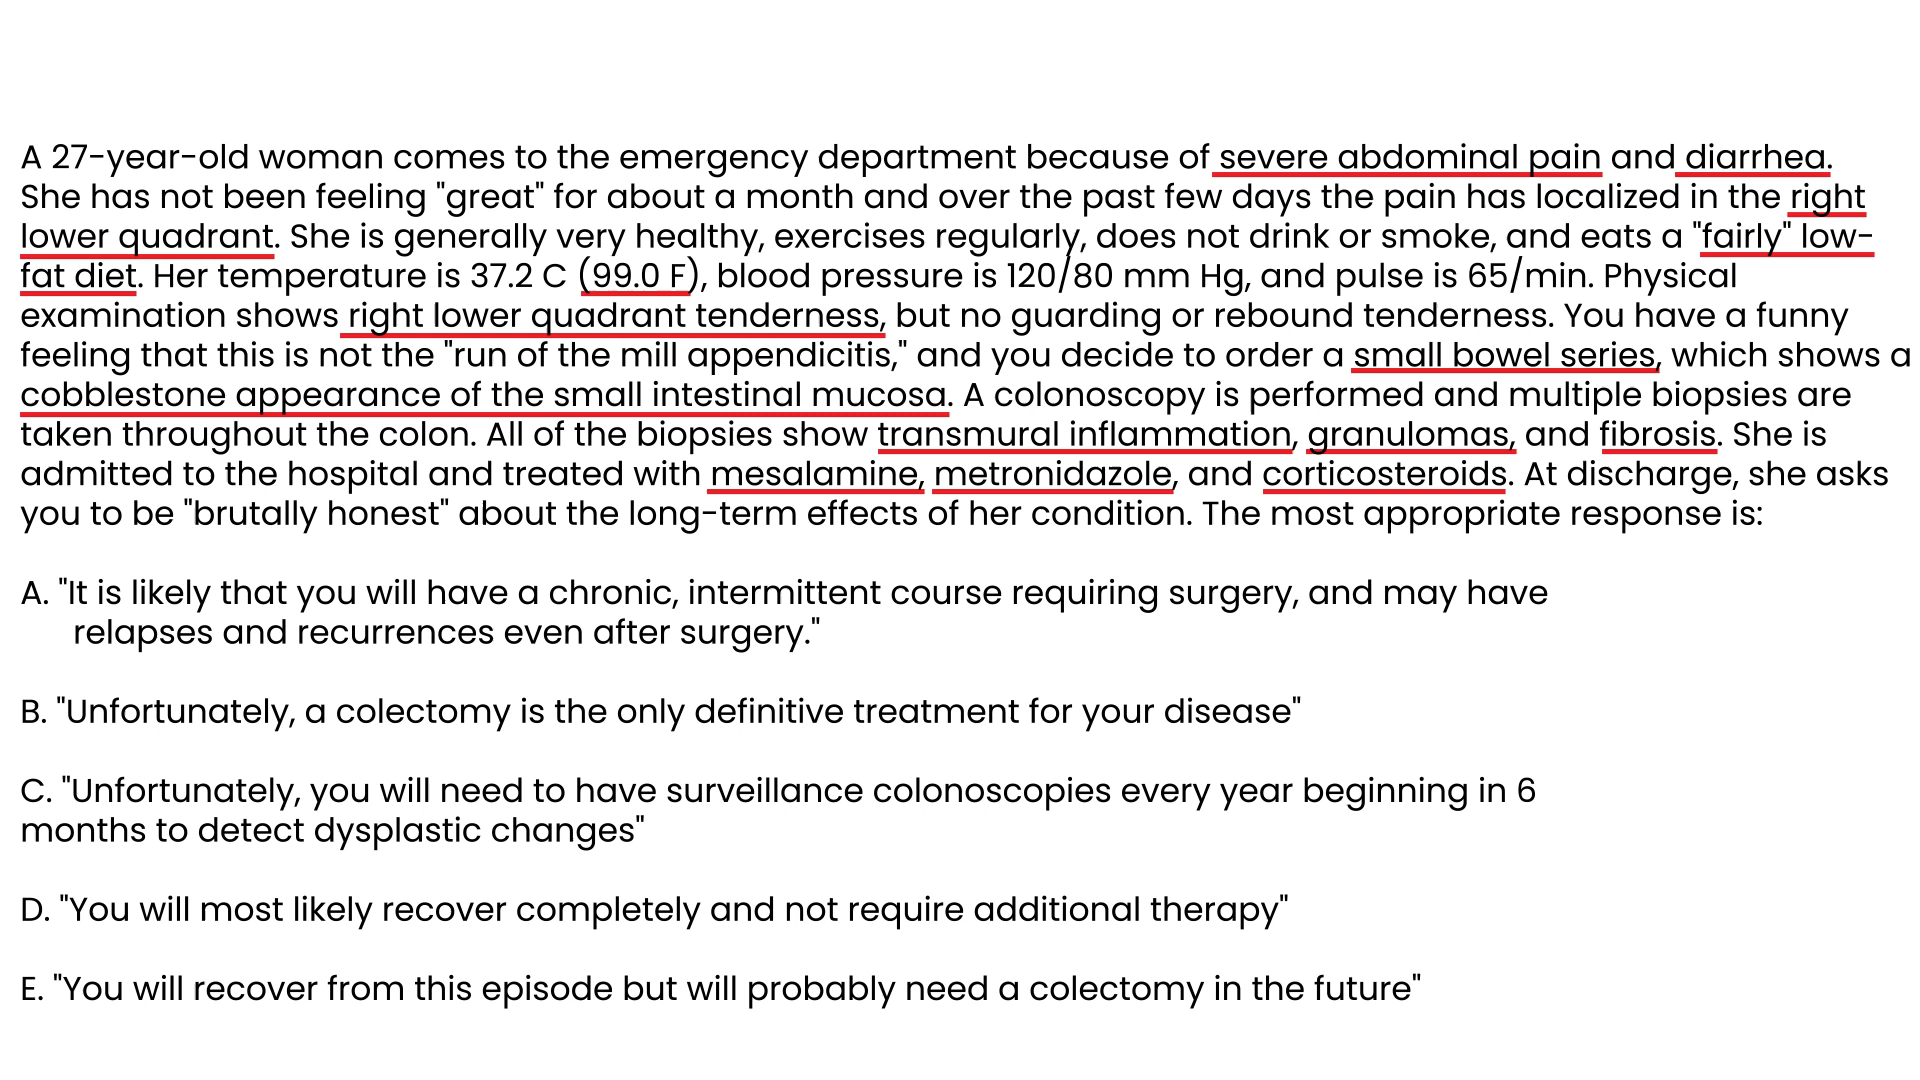 A 27-year-old woman comes to the emergency department because of severe abdominal pain and diarrhea.
She has not been feeling "great" for about a month and over the past few days the pain has localized in the right
lower quadrant. She is generally very healthy, exercises regularly, does not drink or smoke, and eats a "fairly" low-
fat diet. Her temperature is 37.2 C (99.0 F), blood pressure is 120/80 mm Hg, and pulse is 65/min. Physical
examination shows right lower quadrant tenderness, but no guarding or rebound tenderness. You have a funny
feeling that this is not the "run of the mill appendicitis," and you decide to order a small bowel series, which shows a
cobblestone appearance of the small intestinal mucosa. A colonoscopy is performed and multiple biopsies are
taken throughout the colon. All of the biopsies show transmural inflammation, granulomas, and fibrosis. She is
admitted to the hospital and treated with mesalamine, metronidazole, and corticosteroids. At discharge, she asks
you to be "brutally honest" about the long-term effects of her condition. The most appropriate response is:
A. "It is likely that you will have a chronic, intermittent course requiring surgery, and may have
relapses and recurrences even after surgery."
B. "Unfortunately, a colectomy is the only definitive treatment for your disease"
C. "Unfortunately, you will need to have surveillance colonoscopies every year beginning in 6
months to detect dysplastic changes"
D. "You will most likely recover completely and not require additional therapy"
E. "You will recover from this episode but will probably need a colectomy in the future"